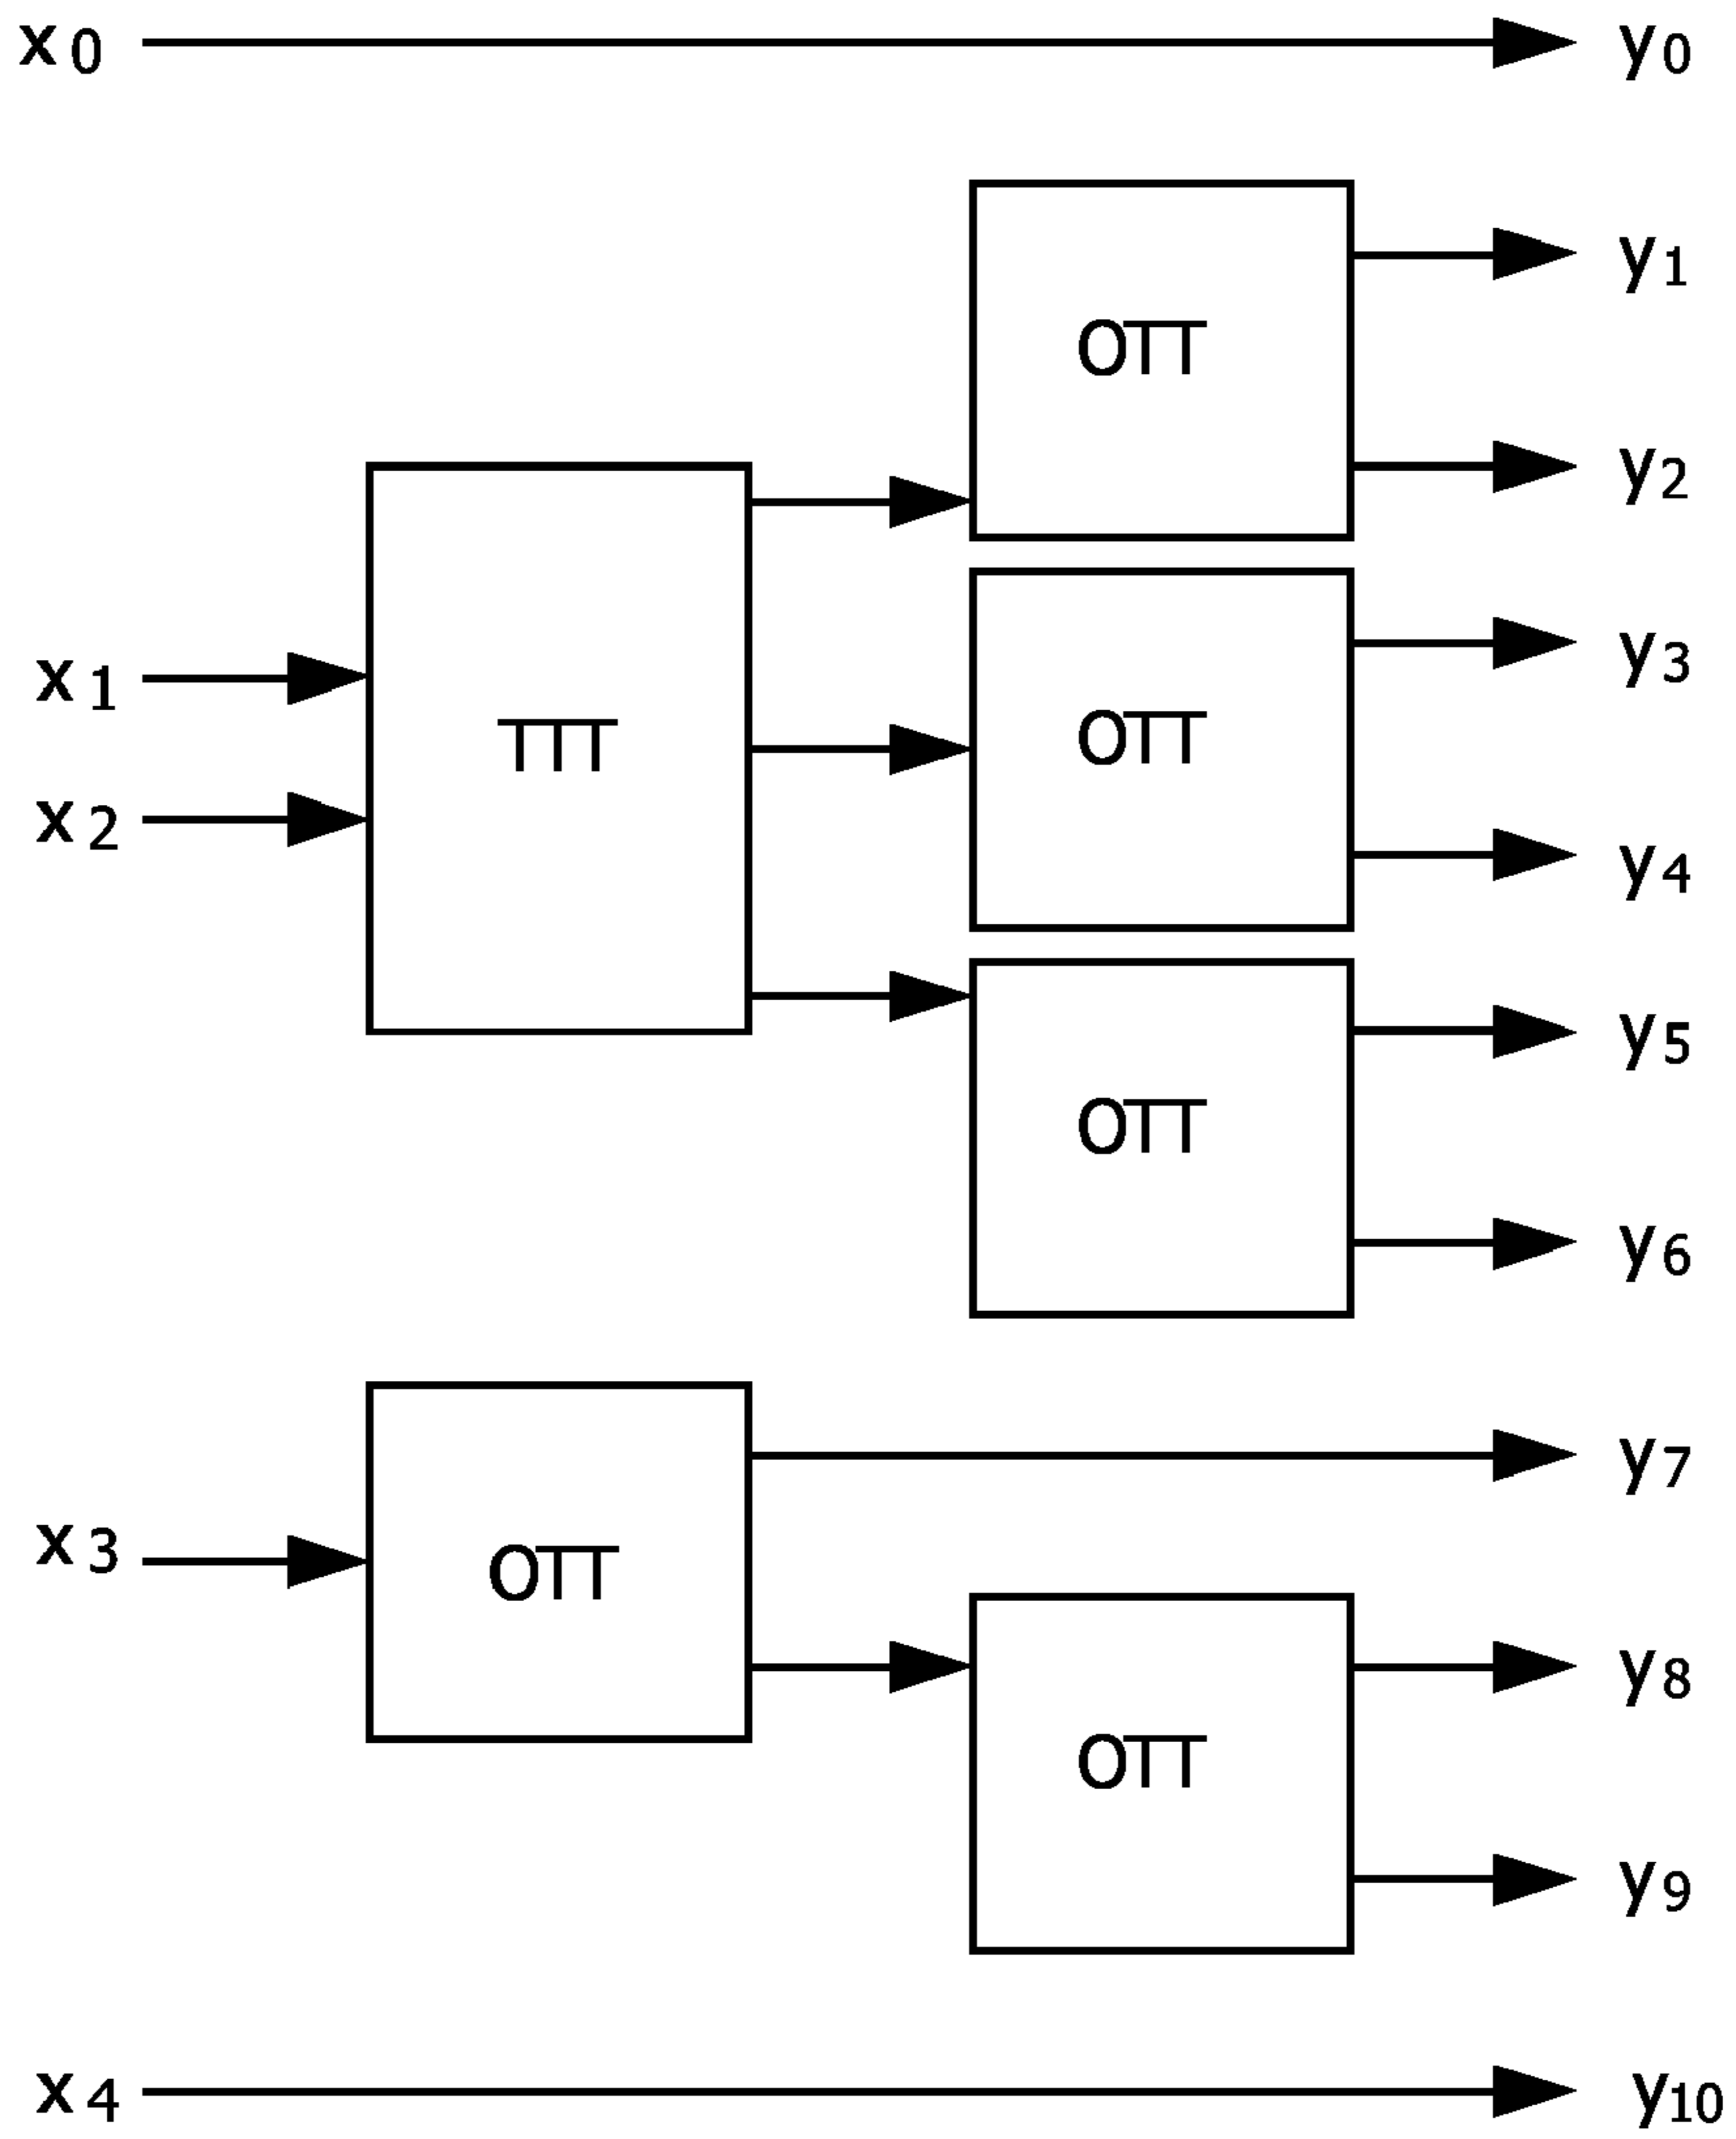 x0 y0
OTT y1
y2
x1 TTT OTT y3
x2 y4
OTT y5
y6
x3 OTT y7
OTT y8
y9
x4 y10